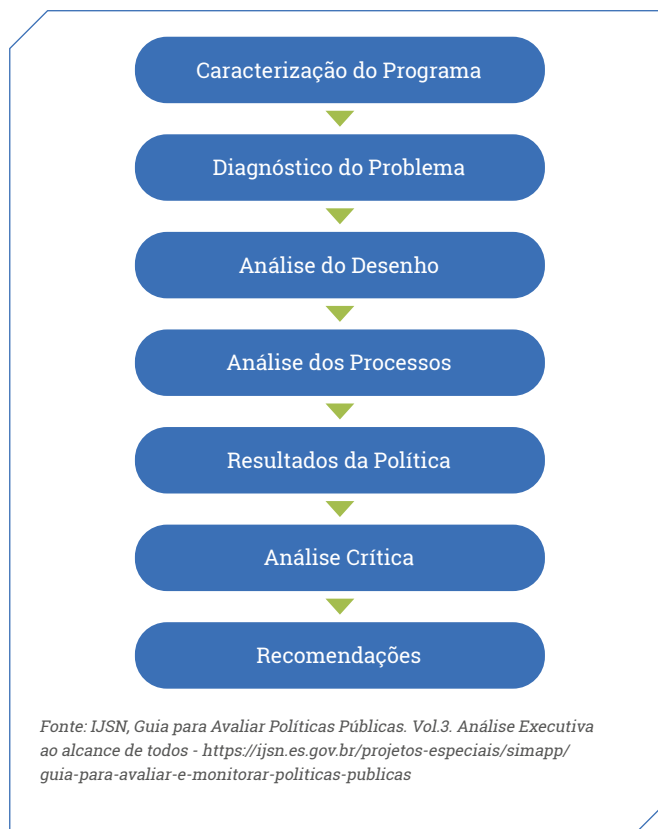 Caracterização do Programa
Diagnóstico do Problema
Análise do Desenho
Análise dos Processos
Resultados da Política
Análise Crítica
Recomendações
Fonte: IJSN, Guia para Avaliar Políticas Públicas. Vol.3. Análise Executiva
ao alcance de todos - https://ijsn.es.gov.br/projetos-especiais/simapp/
guia-para-avaliar-e-monitorar-politicas-publicas